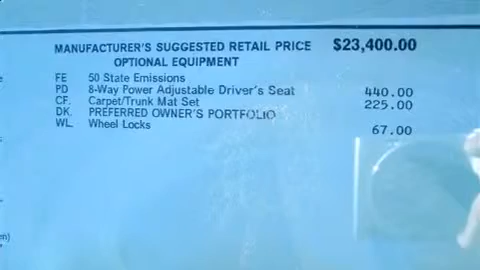 MANUFACTURER'S SUGGESTED RETAIL PRICE $23,400.00
OPTIONAL EQUIPMENT
FE 50 State Emissions
PD 8-Way Power Adjustable Driver's Seat 440.00
CF. Carpet/Trunk Mat Set 225.00
DK. PREFERRED OWNER'S PORTFOLIO
WL. Wheel Locks 67.00